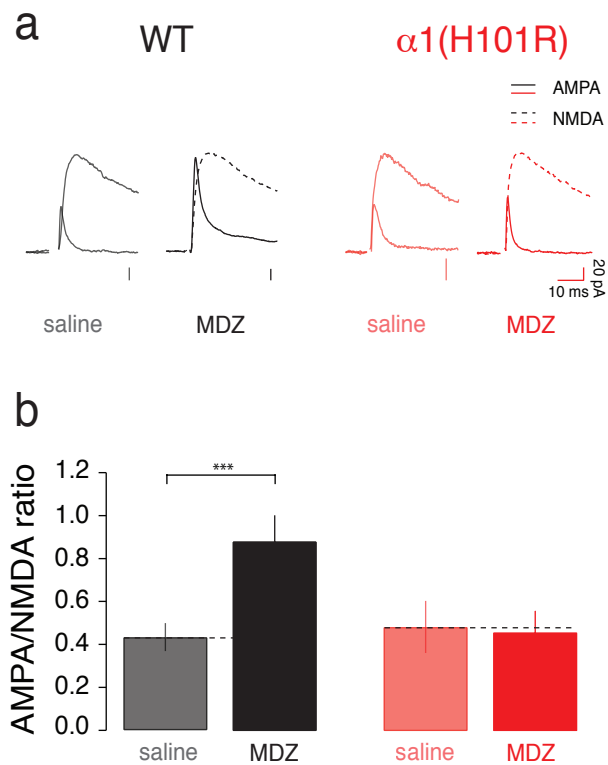 a
WT
α1(H101R)
AMPA
NMDA
20 pA
10 ms
saline
MDZ
saline
MDZ
b
AMPA/NMDA ratio
1.2
1.0
0.8
0.6
0.4
0.2
0.0
***
saline
MDZ
saline
MDZ